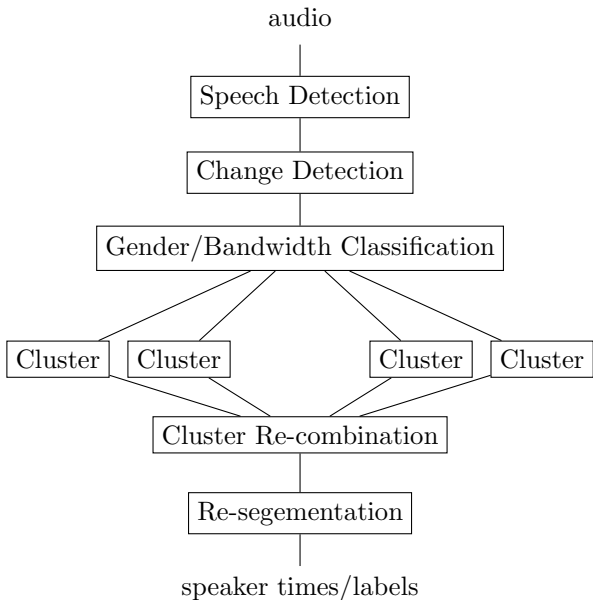 audio
Speech Detection
Change Detection
Gender/Bandwidth Classification
Cluster Cluster Cluster Cluster
Cluster Re-combination
Re-segementation
speaker times/labels